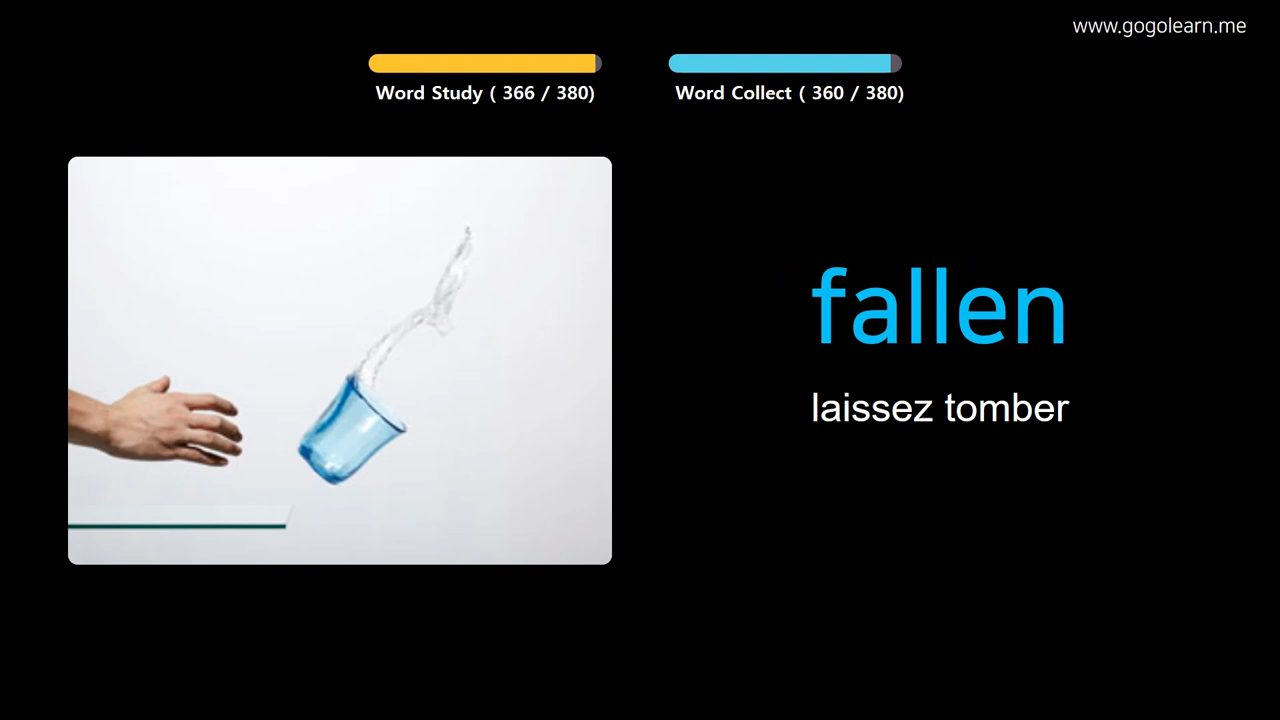 www.gogolearn.me
Word Study ( 366 / 380)
Word Collect ( 360 / 380)
fallen
laissez tomber